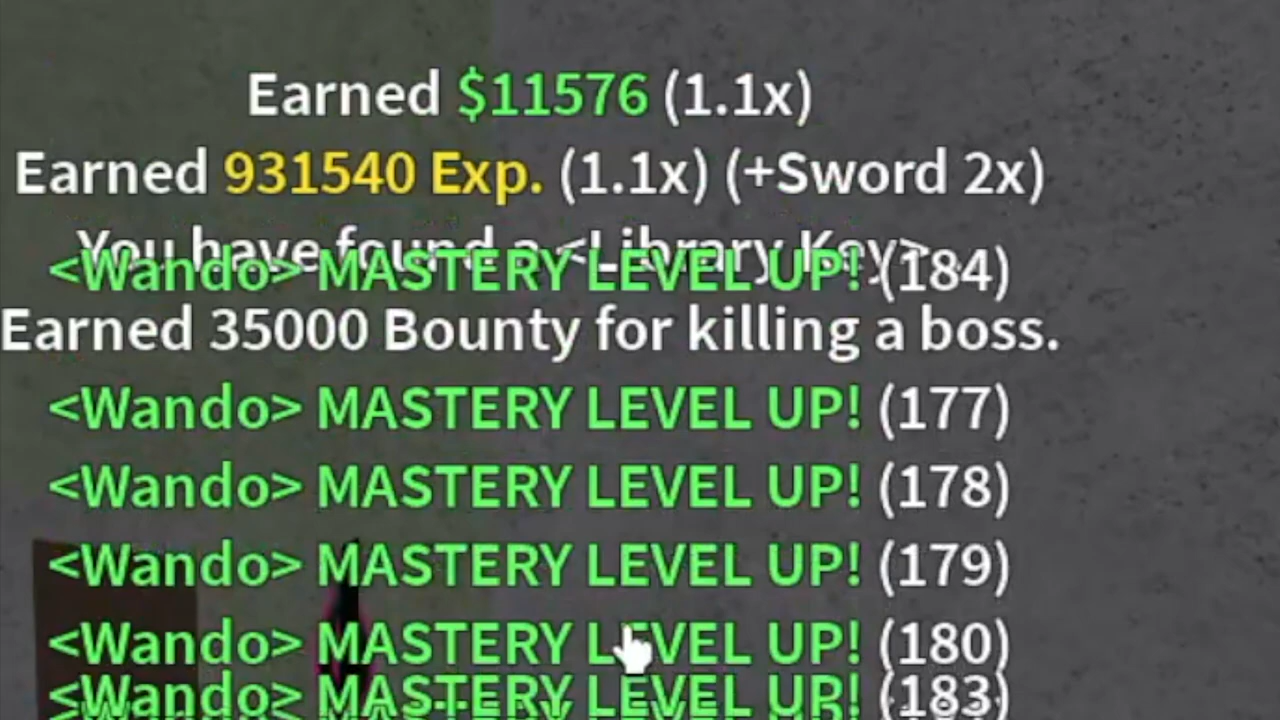 Earned $11576 (1.1x)
Earned 931540 Exp. (1.1x) (+Sword 2x)
You have found a <Library Key>.
<Wando> MASTERY LEVEL UP! (184)
Earned 35000 Bounty for killing a boss.
<Wando> MASTERY LEVEL UP! (177)
<Wando> MASTERY LEVEL UP! (178)
<Wando> MASTERY LEVEL UP! (179)
<Wando> MASTERY LEVEL UP! (180)
<Wando> MASTERY LEVEL UP! (183)